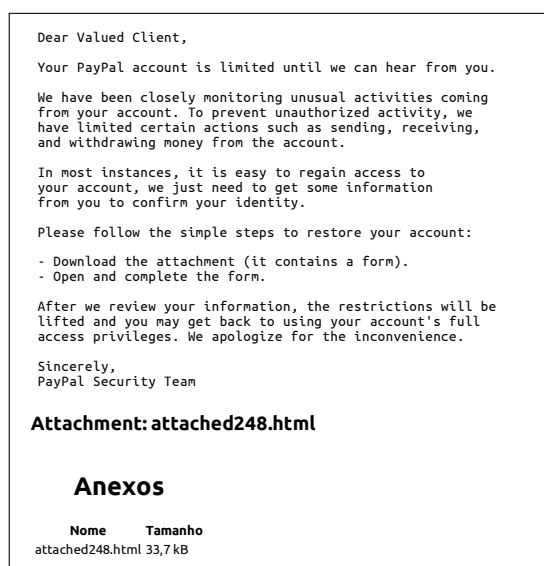 Dear Valued Client,
Your PayPal account is limited until we can hear from you.
We have been closely monitoring unusual activities coming
from your account. To prevent unauthorized activity, we
have limited certain actions such as sending, receiving,
and withdrawing money from the account.
In most instances, it is easy to regain access to
your account, we just need to get some information
from you to confirm your identity.
Please follow the simple steps to restore your account:
- Download the attachment (it contains a form).
- Open and complete the form.
After we review your information, the restrictions will be
lifted and you may get back to using your account's full
access privileges. We apologize for the inconvenience.
Sincerely,
PayPal Security Team
Attachment: attached248.html
Anexos
Nome Tamanho
attached248.html 33,7 kB